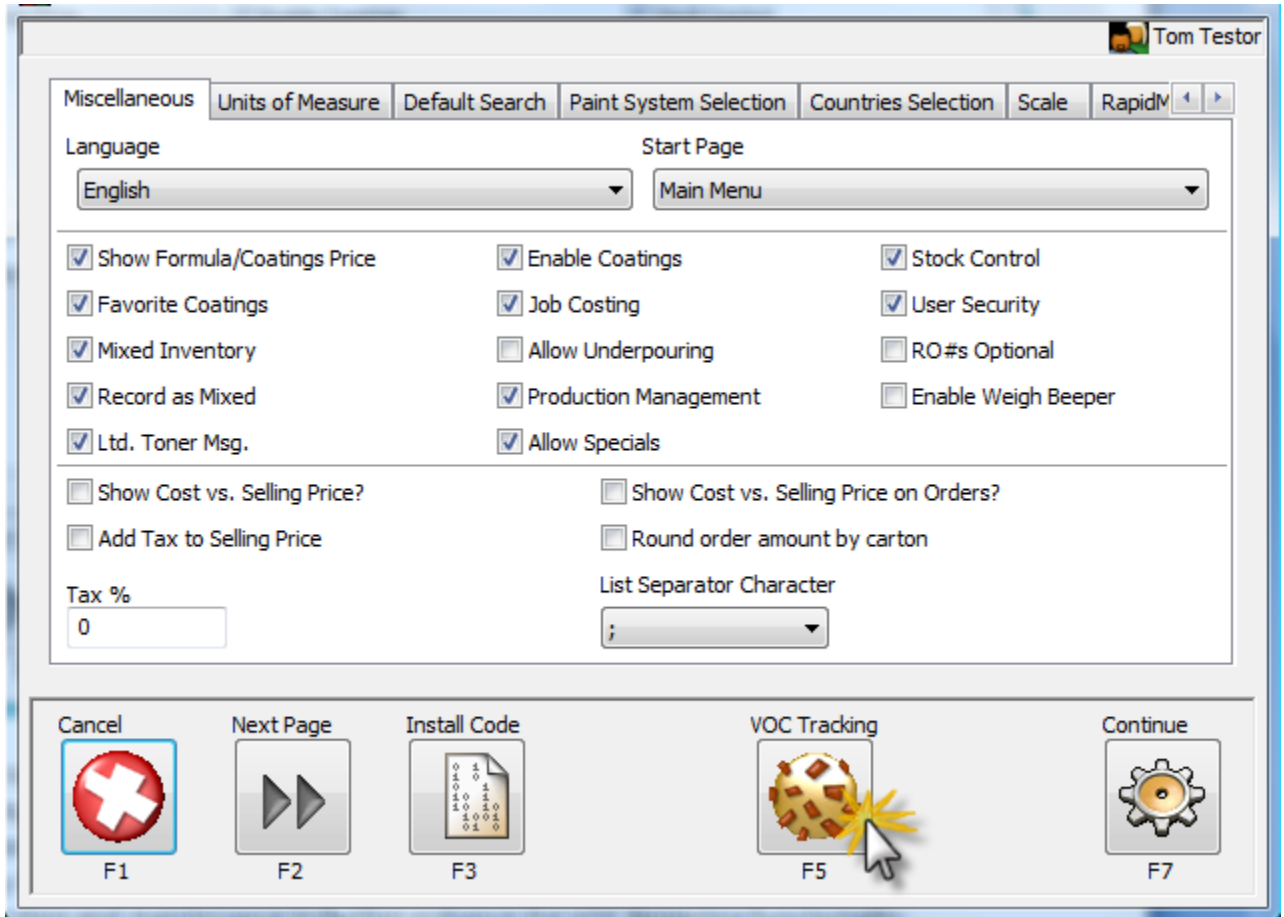 Tom Testor
Miscellaneous Units of Measure Default Search Paint System Selection Countries Selection Scale RapidM
Language Start Page
English Main Menu
Show Formula/Coatings Price Enable Coatings Stock Control
Favorite Coatings Job Costing User Security
Mixed Inventory Allow Underpouring RO#s Optional
Record as Mixed Production Management Enable Weigh Beeper
Ltd. Toner Msg. Allow Specials
Show Cost vs. Selling Price? Show Cost vs. Selling Price on Orders?
Add Tax to Selling Price Round order amount by carton
Tax % List Separator Character
0 ;
Cancel Next Page Install Code VOC Tracking Continue
F1 F2 F3 F5 F7